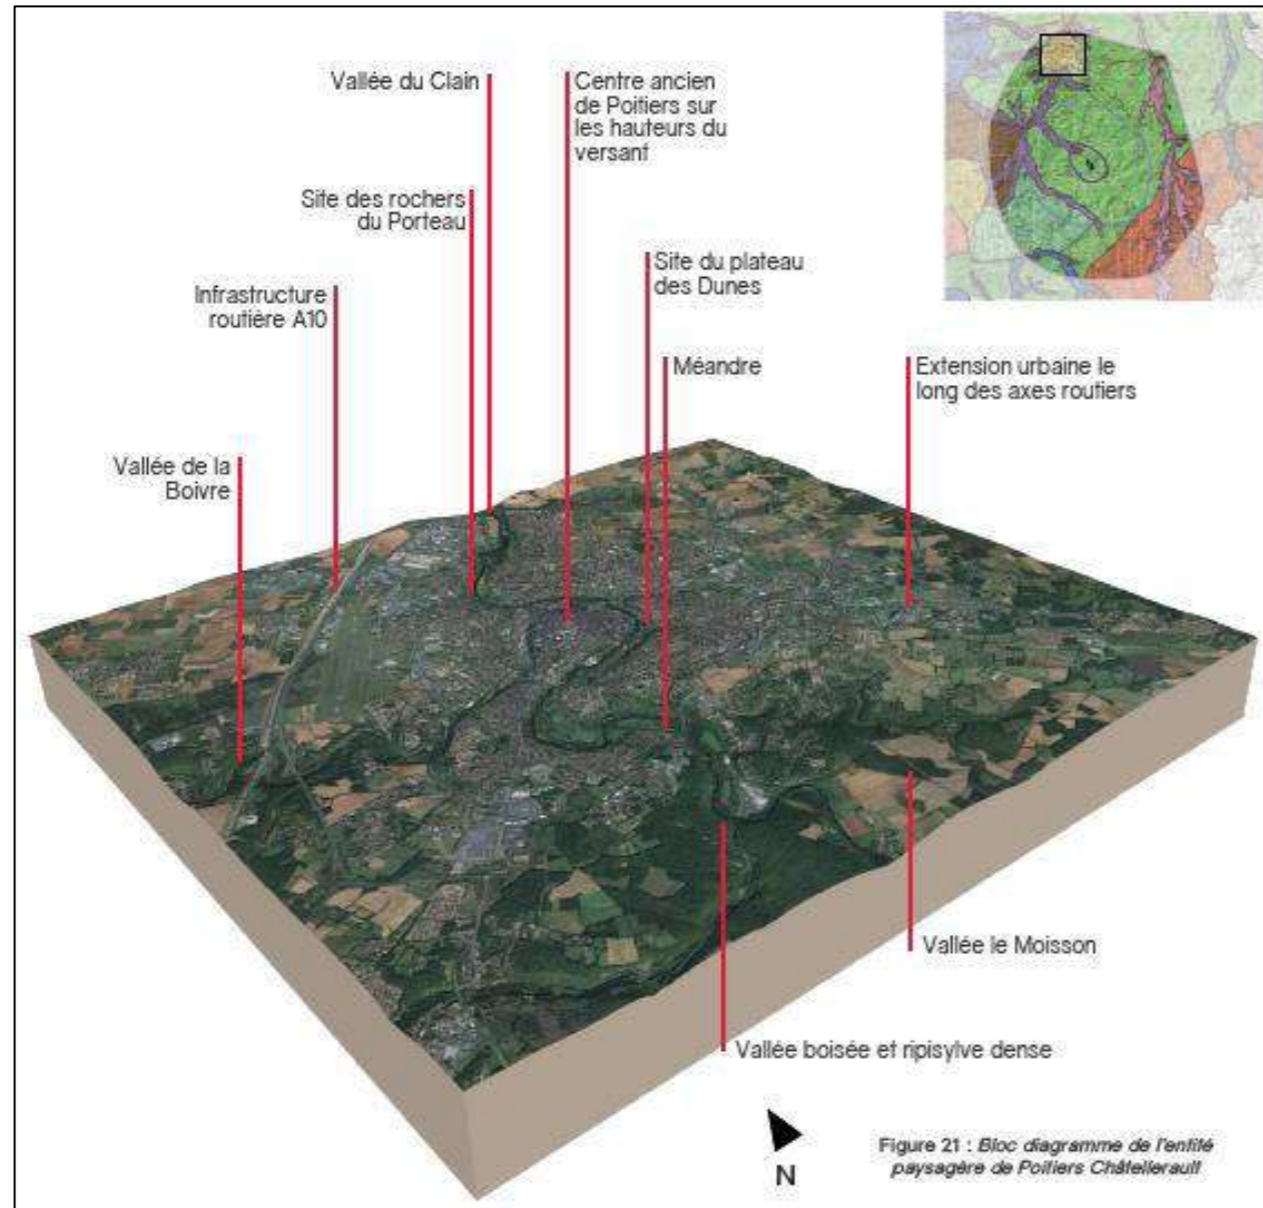 Vallée du Clain
Centre ancien
de Poitiers sur
les hauteurs du
versant
Site des rochers
du Porteau
Site du plateau
des Dunes
Infrastructure
routière A10
Méandre
Extension urbaine le
long des axes routiers
Vallée de la
Boivre
Vallée le Moisson
Vallée boisée et ripisylve dense
N
Figure 21 : Bloc diagramme de l'entité
paysagère de Poitiers Châtellerault